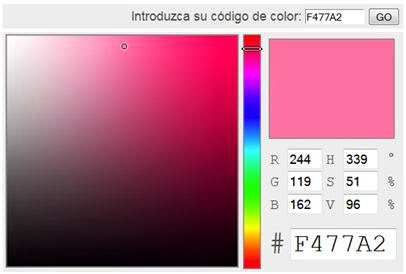 Introduzca su código de color: F477A2 GO
R 244 H 339 °
G 119 S 51 %
B 162 V 96 %
# F477A2